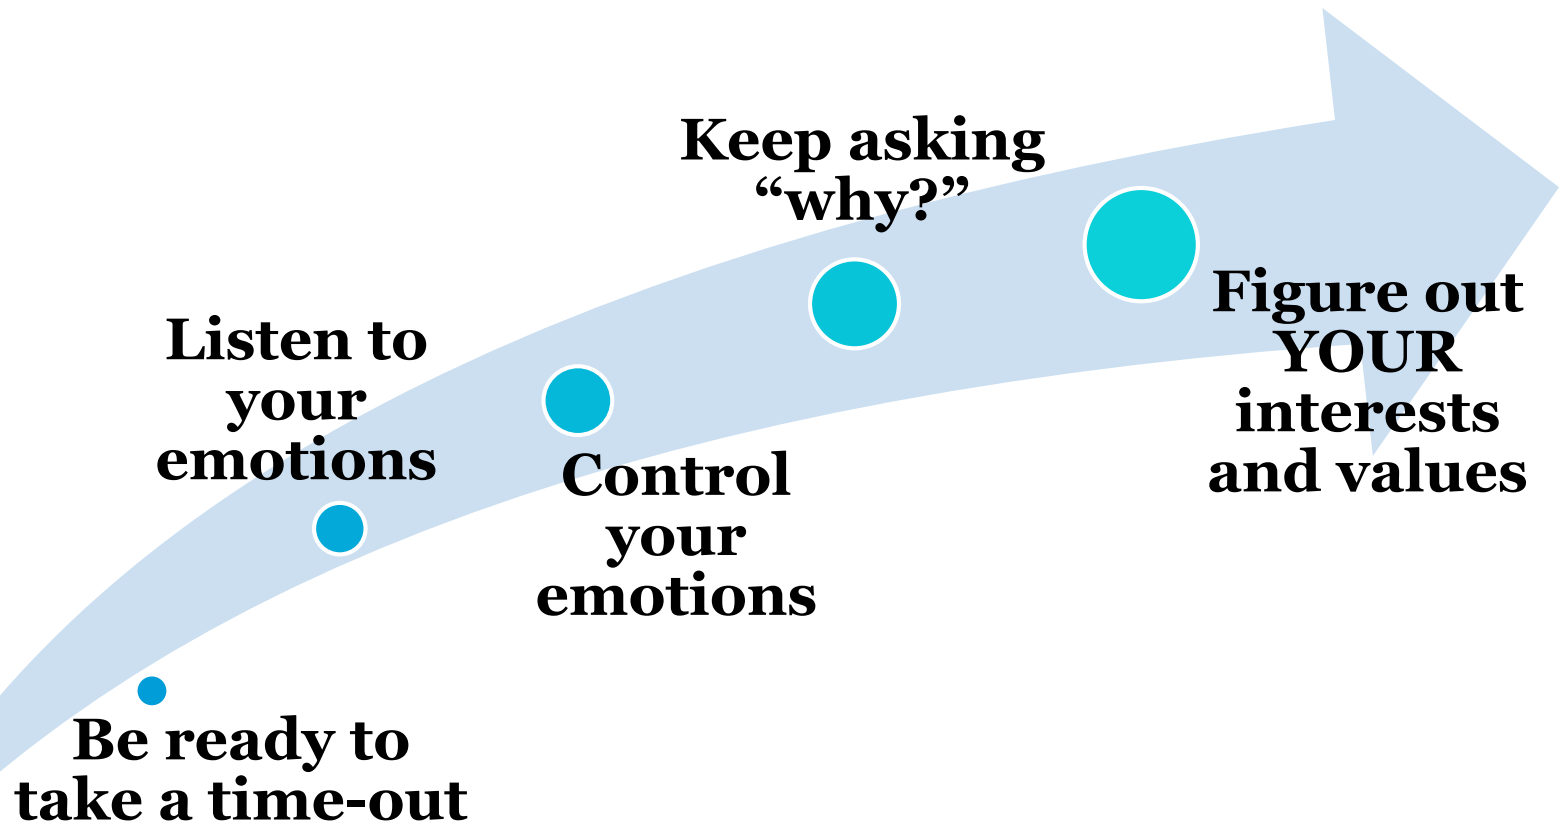 Be ready to
take a time-out
Listen to
your
emotions
Control
your
emotions
Keep asking
“why?”
Figure out
YOUR
interests
and values